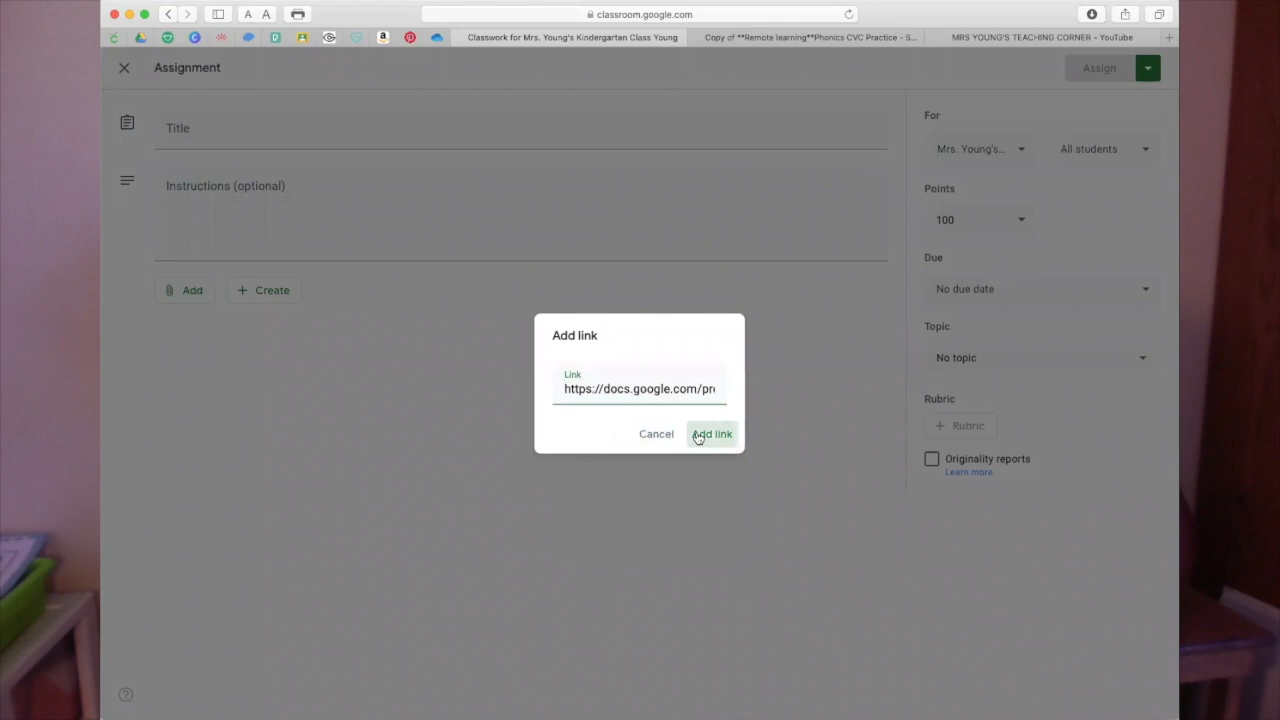 A A
classroom.google.com
Classwork for Mrs. Young's Kindergarten Class Young
Copy of **Remote learning**Phonics CVC Practice - S...
MRS YOUNG'S TEACHING CORNER - YouTube
Assignment
Assign
Title
Instructions (optional)
Add
Create
For
Mrs. Young's...
All students
Points
100
Due
No due date
Topic
No topic
Rubric
Rubric
Originality reports
Learn more
Add link
Link
https://docs.google.com/pr
Cancel
Add link